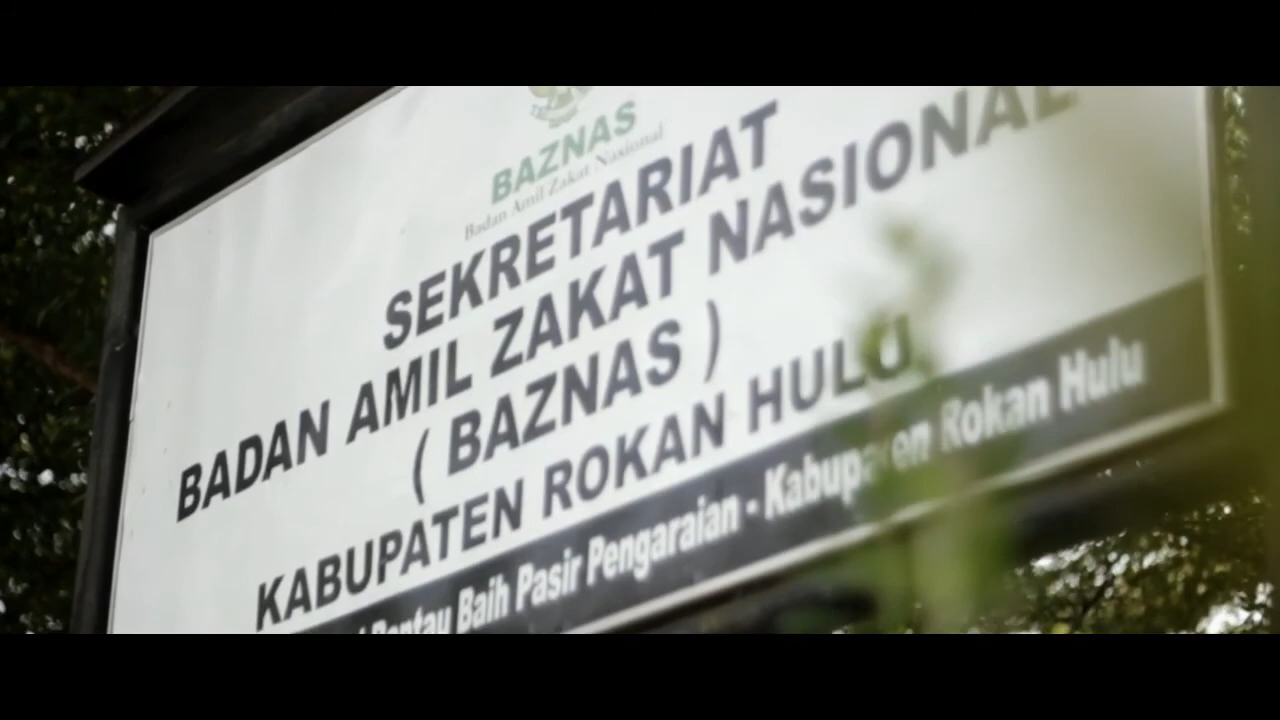 BAZNAS
Badan Amil Zakat Nasional
SEKRETARIAT
BADAN AMIL ZAKAT NASIONAL
( BAZNAS )
KABUPATEN ROKAN HULU
Baih Pasir Pengaraian - Kabupaten Rokan Hulu